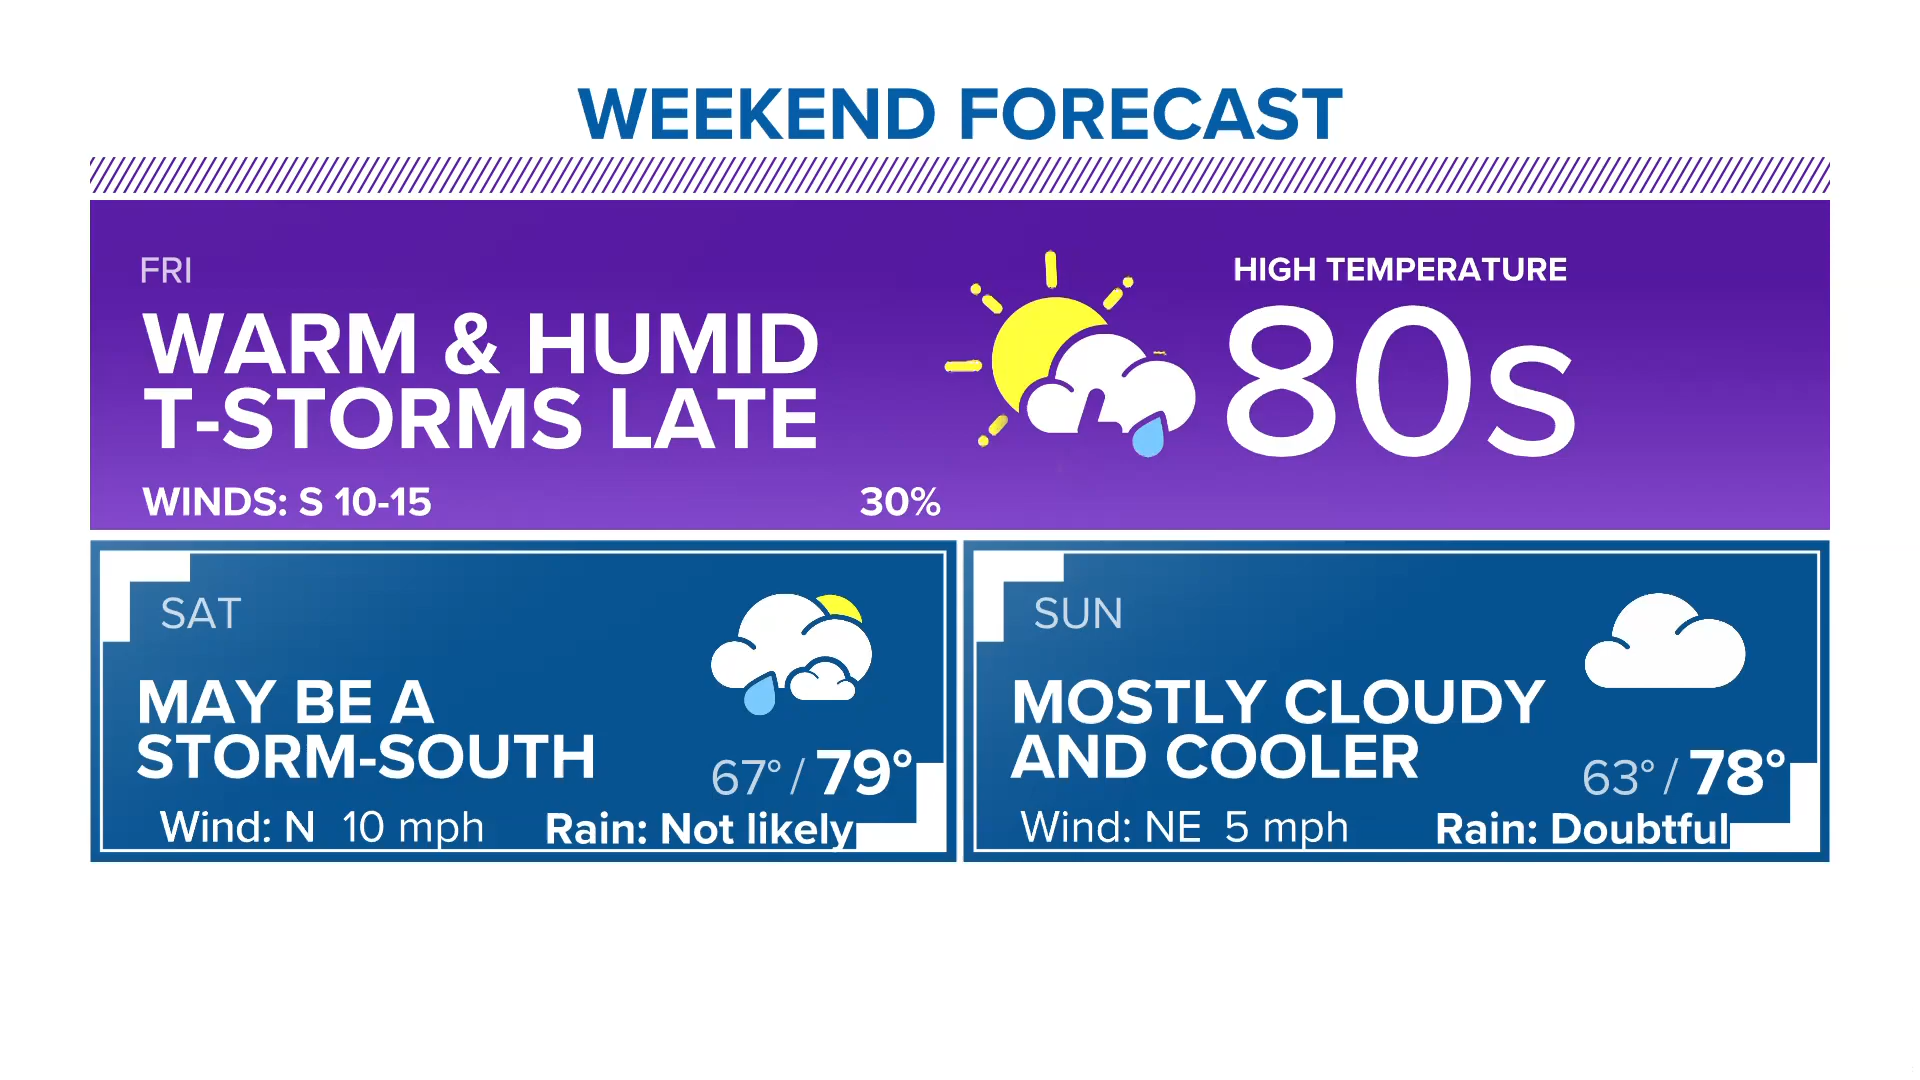 WEEKEND FORECAST
FRI
WARM & HUMID
T-STORMS LATE
WINDS: S 10-15
30%
HIGH TEMPERATURE
80s
SAT
MAY BE A
STORM-SOUTH
67° / 79°
Wind: N 10 mph
Rain: Not likely
SUN
MOSTLY CLOUDY
AND COOLER
63° / 78°
Wind: NE 5 mph
Rain: Doubtful